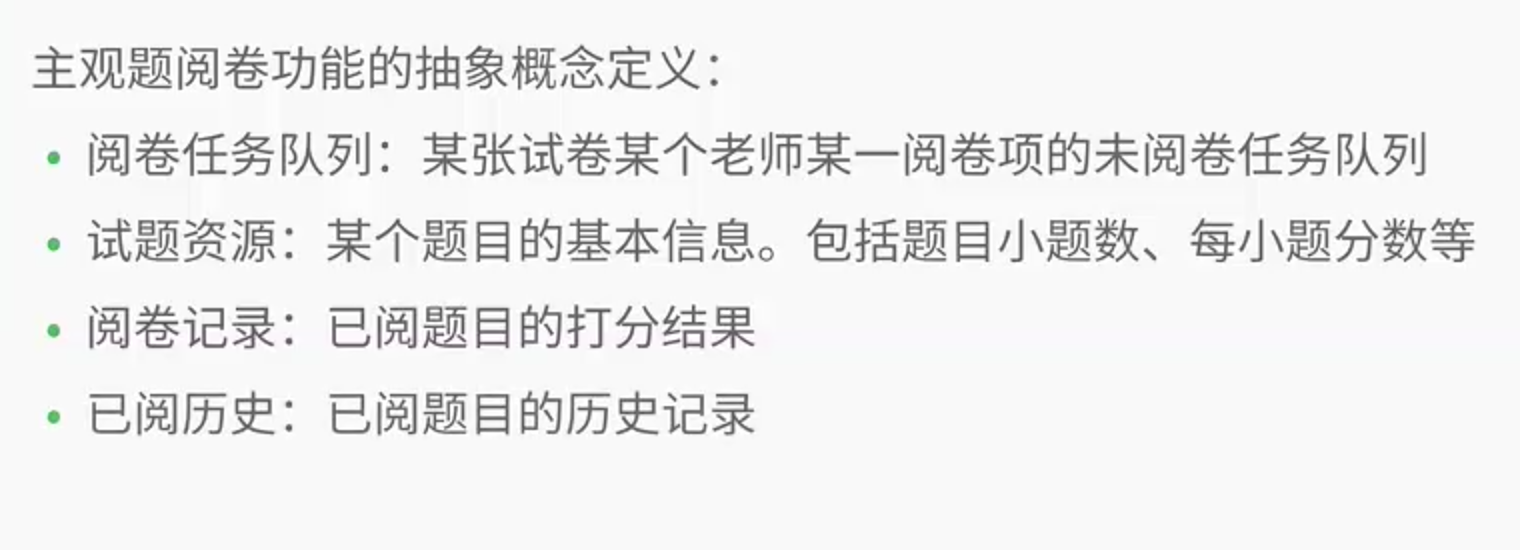 主观题阅卷功能的抽象概念定义：
• 阅卷任务队列：某张试卷某个老师某一阅卷项的未阅卷任务队列
• 试题资源：某个题目的基本信息。包括题目小题数、每小题分数等
• 阅卷记录：已阅题目的打分结果
• 已阅历史：已阅题目的历史记录